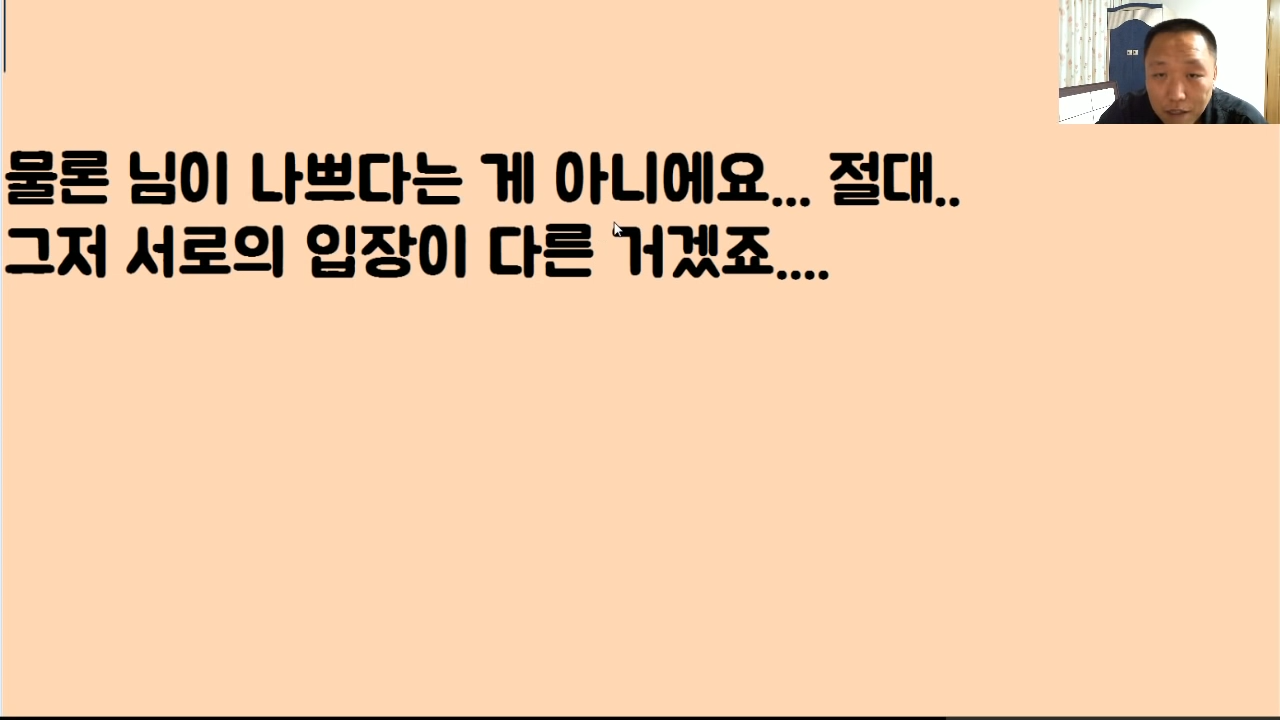 물론 님이 나쁘다는 게 아니에요... 절대..
그저 서로의 입장이 다른 거겠죠....